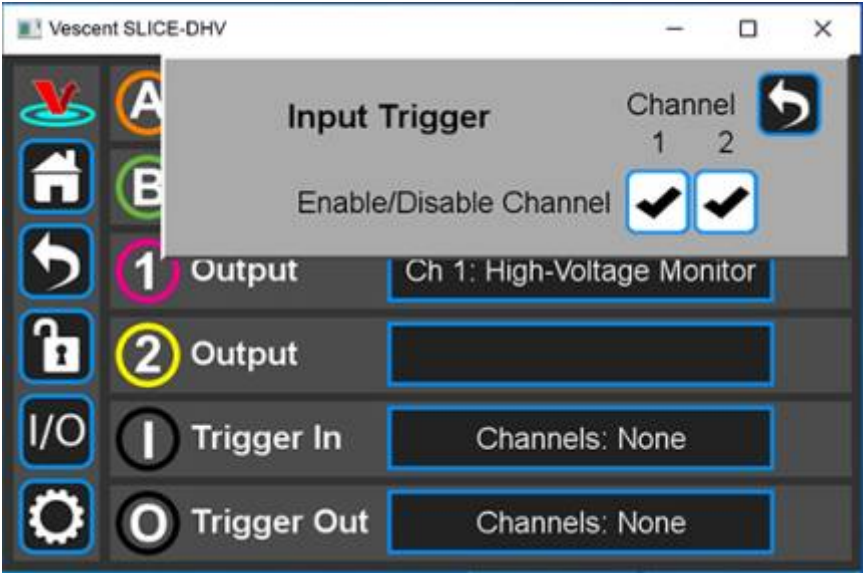 Vescent SLICE-DHV
A
Input Trigger
Channel
1 2
B
Enable/Disable Channel
1 Output
Ch 1: High-Voltage Monitor
2 Output
I/O
I Trigger In
Channels: None
O Trigger Out
Channels: None